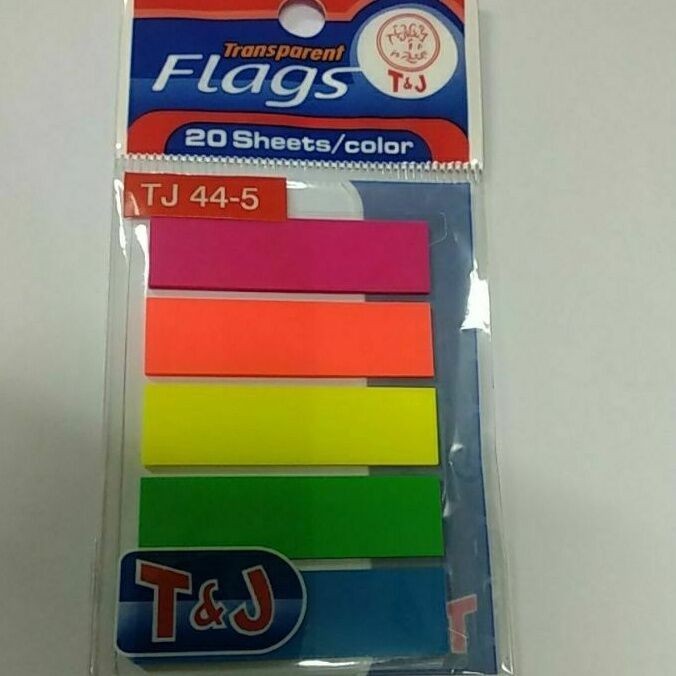 Transparent
Flags
T&J
20 Sheets/color
TJ 44-5
T&J
T